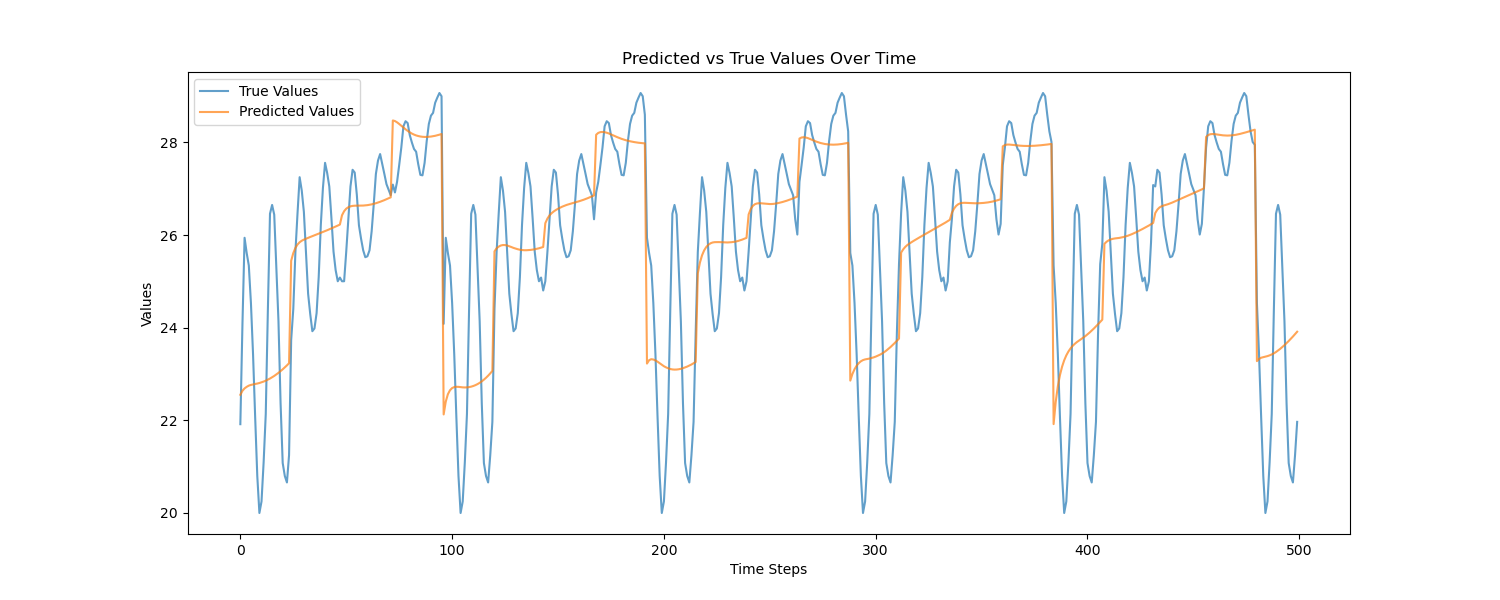 Predicted vs True Values Over Time
True Values
Predicted Values
Values
28
26
24
22
20
0
100
200
300
400
500
Time Steps